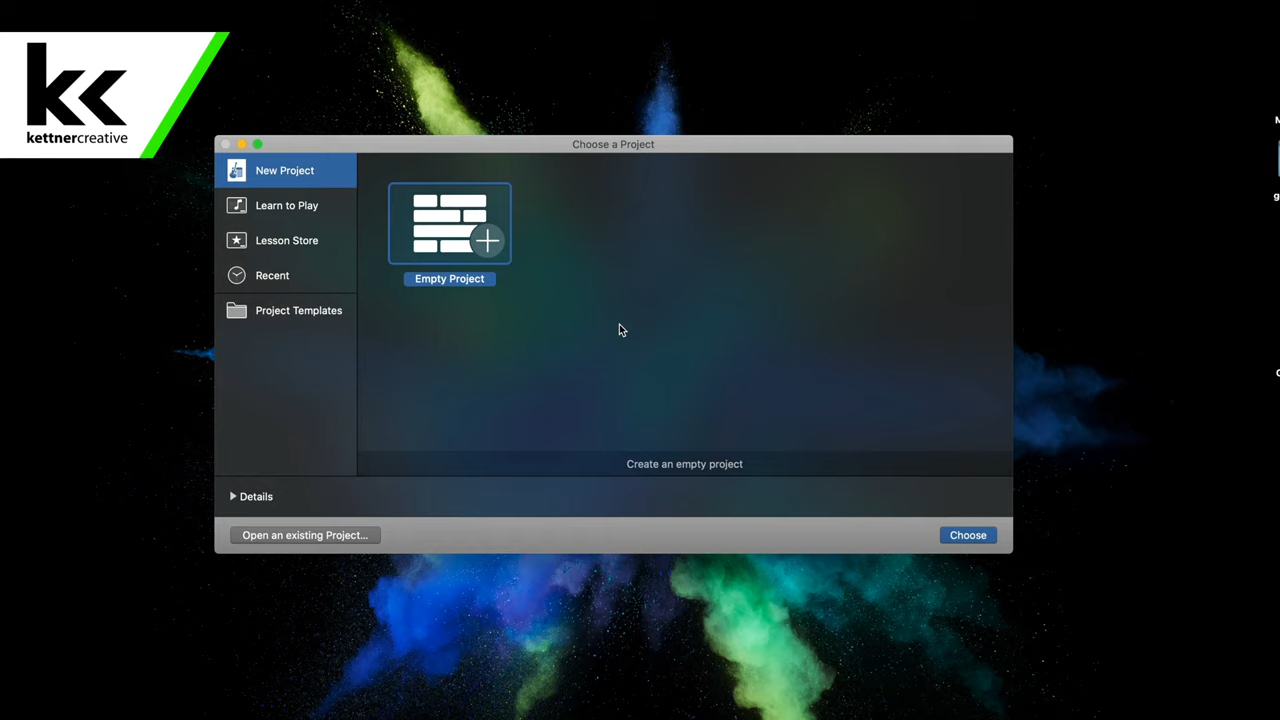 kettnercreative
Choose a Project
New Project
Learn to Play
Lesson Store
Recent
Project Templates
Empty Project
Create an empty project
Details
Open an existing Project...
Choose